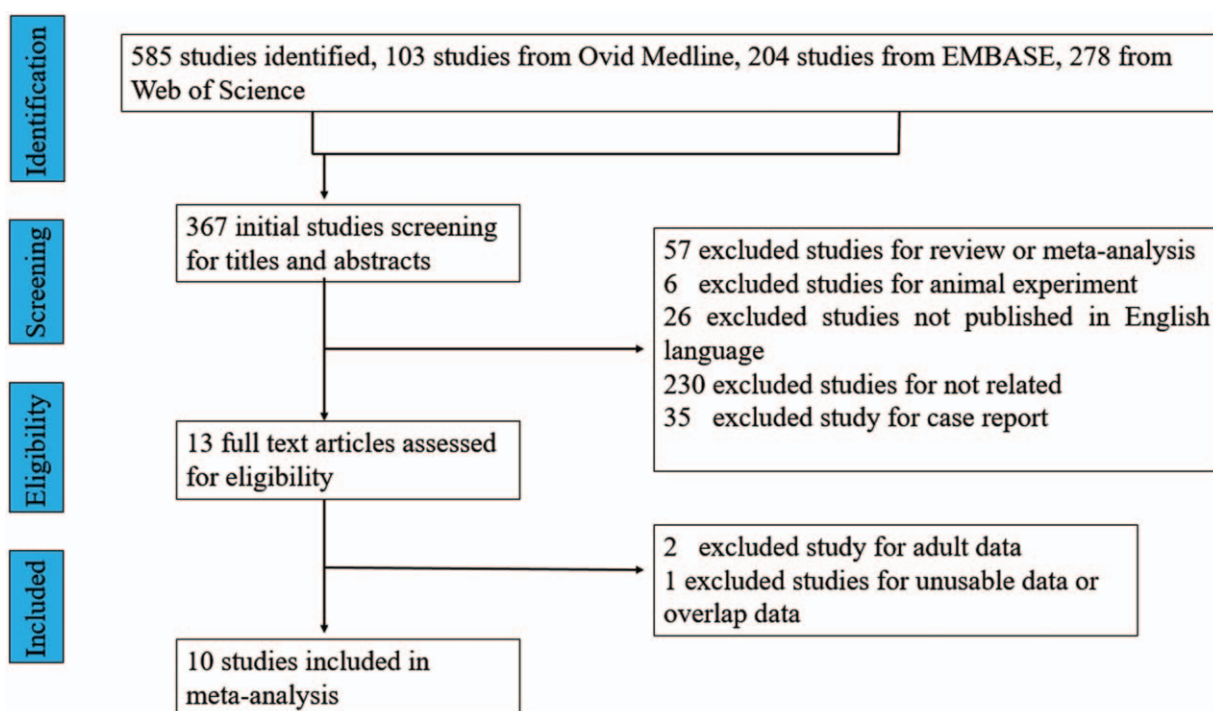 Identification
585 studies identified, 103 studies from Ovid Medline, 204 studies from EMBASE, 278 from
Web of Science
Screening
367 initial studies screening
for titles and abstracts
57 excluded studies for review or meta-analysis
6 excluded studies for animal experiment
26 excluded studies not published in English
language
230 excluded studies for not related
35 excluded study for case report
Eligibility
13 full text articles assessed
for eligibility
2 excluded study for adult data
1 excluded studies for unusable data or
overlap data
Included
10 studies included in
meta-analysis